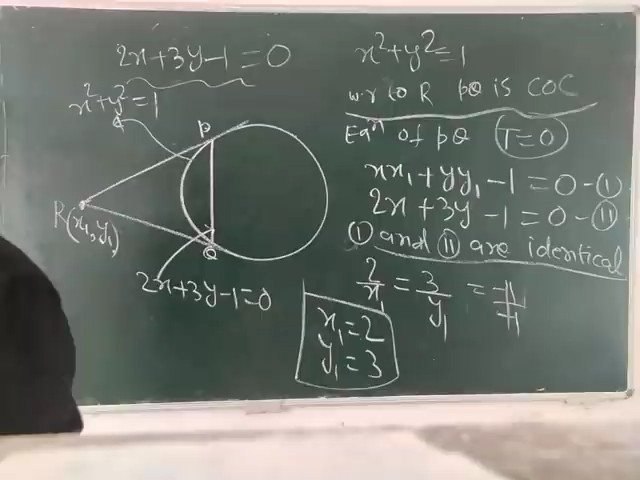 2x+3y-1=0
x²+y²=1
P
R(x₁,y₁)
Q
2x+3y-1=0
x²+y²=1
w.r to R PQ is COC
Eqⁿ of PQ T=0
xx₁+yy₁-1=0-Ⓘ
2x+3y-1=0-Ⓘⓘ
Ⓘ and Ⓘⓘ are identical
2/x₁ = 3/y₁ = -1/-1
x₁=2
y₁=3